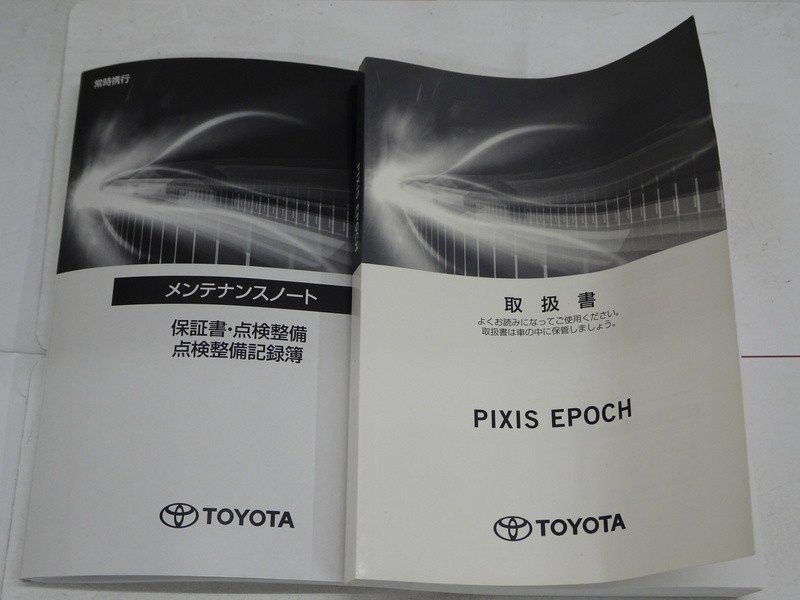 常時携行
メンテナンスノート
保証書・点検整備
点検整備記録簿
TOYOTA
PIXIS EPOCH
取扱書
よくお読みになってご使用ください。
取扱書は車の中に保管しましょう。
PIXIS EPOCH
TOYOTA